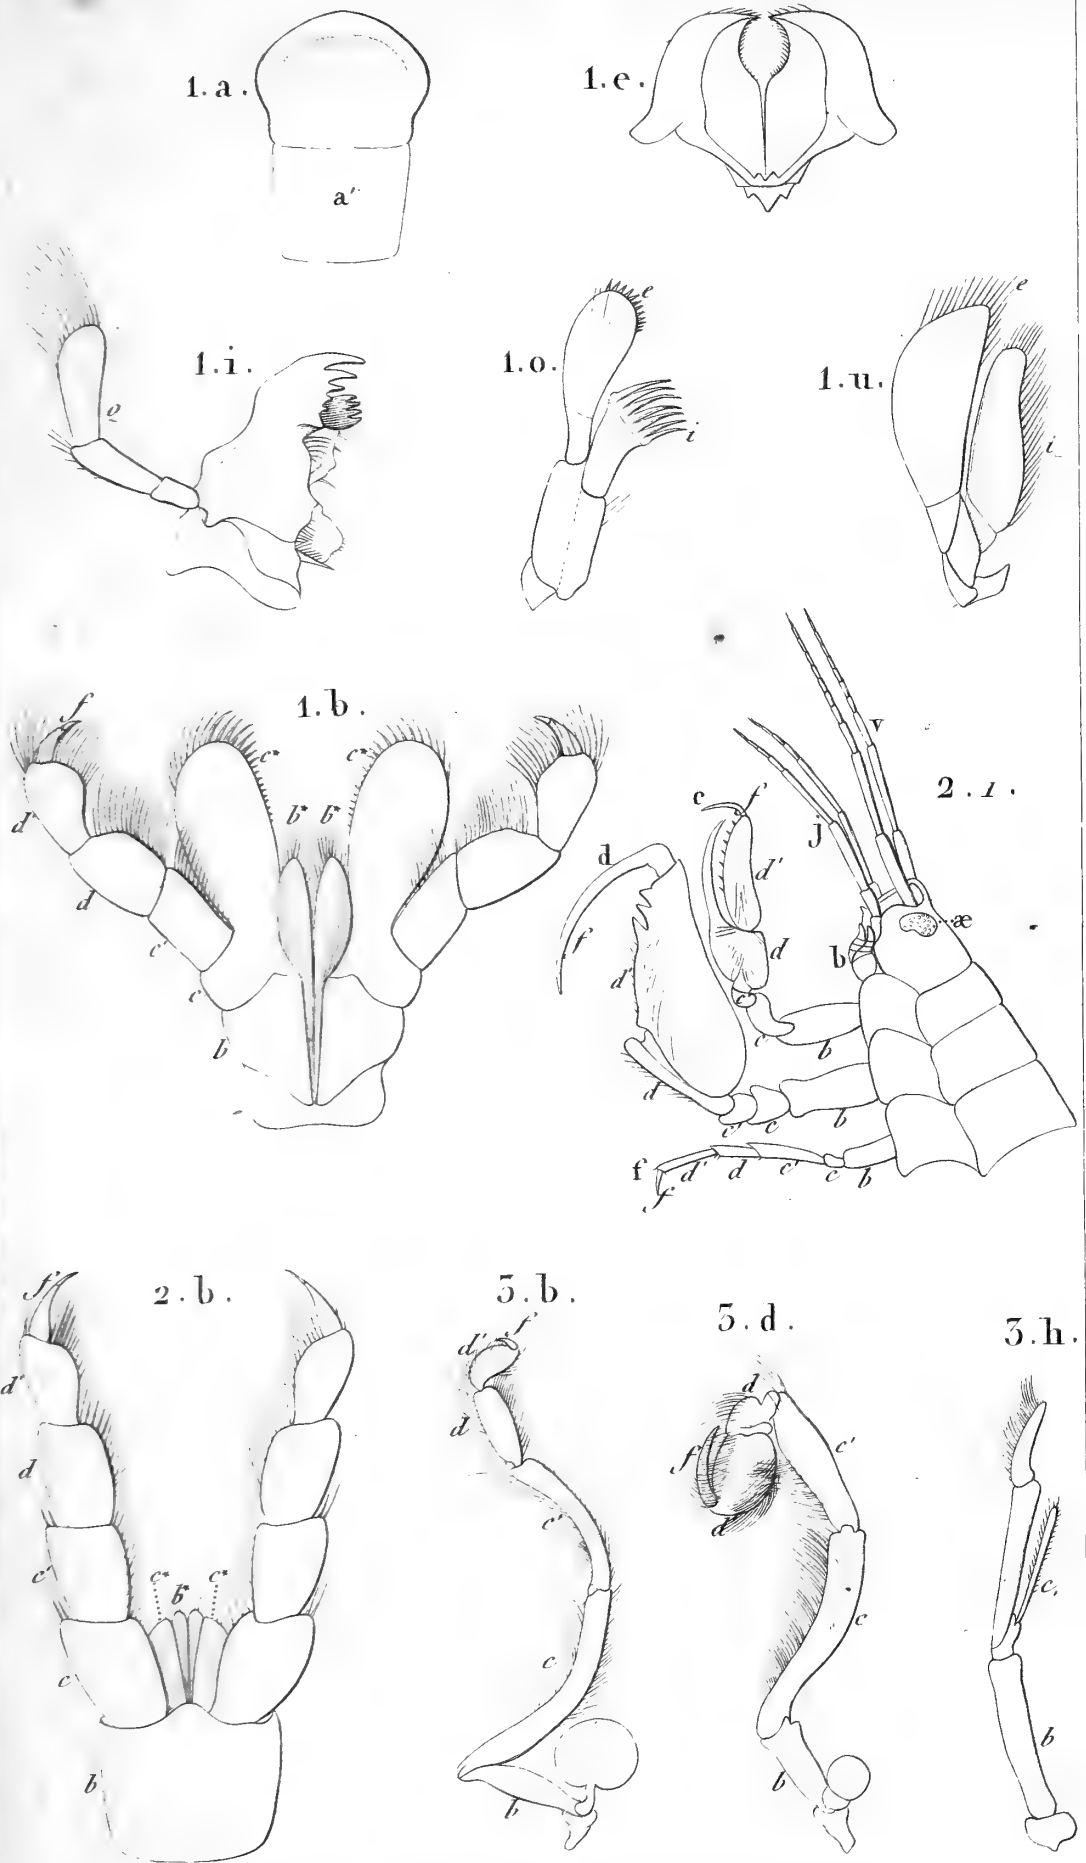 1.a.
a'
1.e.
1.i.
o
1.o.
e
i
1.u.
e
i
1.b.
f
d'
d
c'
c
b
c*
b*
b*
c*
2.1.
v
j
æ
b
e
f
d'
d
c'
c
b
d
f
d'
d
c'
c
b
f
f
d'
d
c'
c
b
2.b.
f
d'
d
c'
c
b
c*
b*
c*
3.b.
f
d'
d
c'
c
b
3.d.
d
c'
f
d
c
b
3.h.
c
b